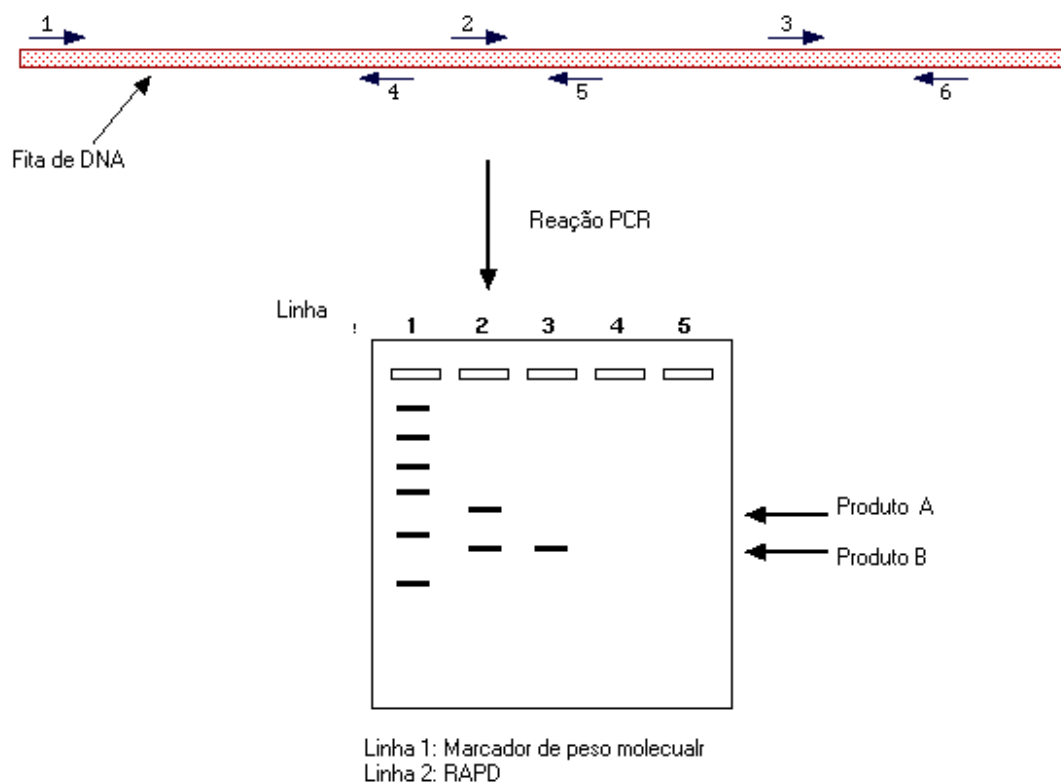 1 2 3
4 5 6
Fita de DNA
Reação PCR
Linha ! 1 2 3 4 5
Produto A
Produto B
Linha 1: Marcador de peso molecualr
Linha 2: RAPD